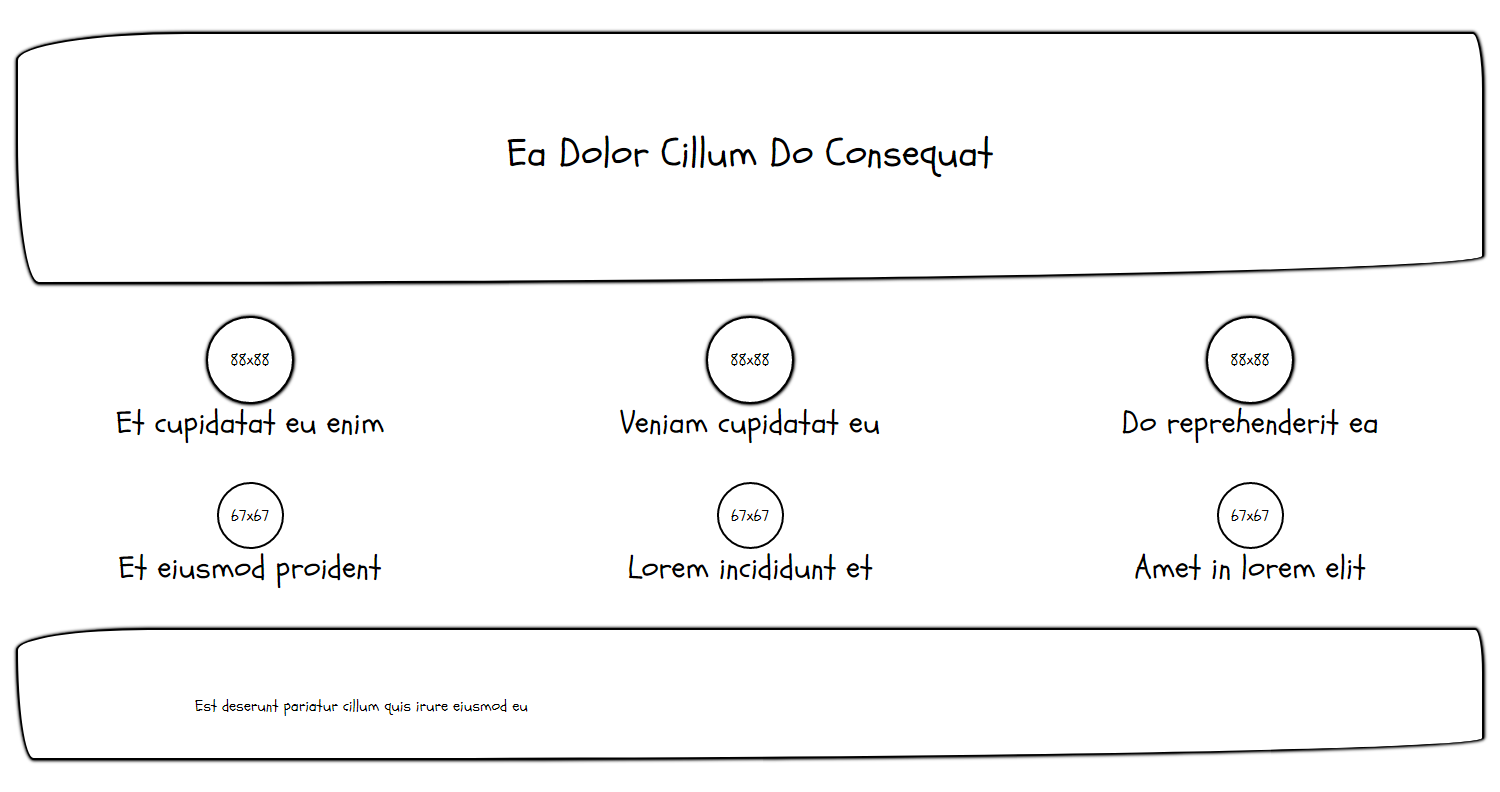 Ea Dolor Cillum Do Consequat
88x88
88x88
88x88
Et cupidatat eu enim
Veniam cupidatat eu
Do reprehenderit ea
67x67
67x67
67x67
Et eiusmod proident
Lorem incididunt et
Amet in lorem elit
Est deserunt pariatur cillum quis irure eiusmod eu